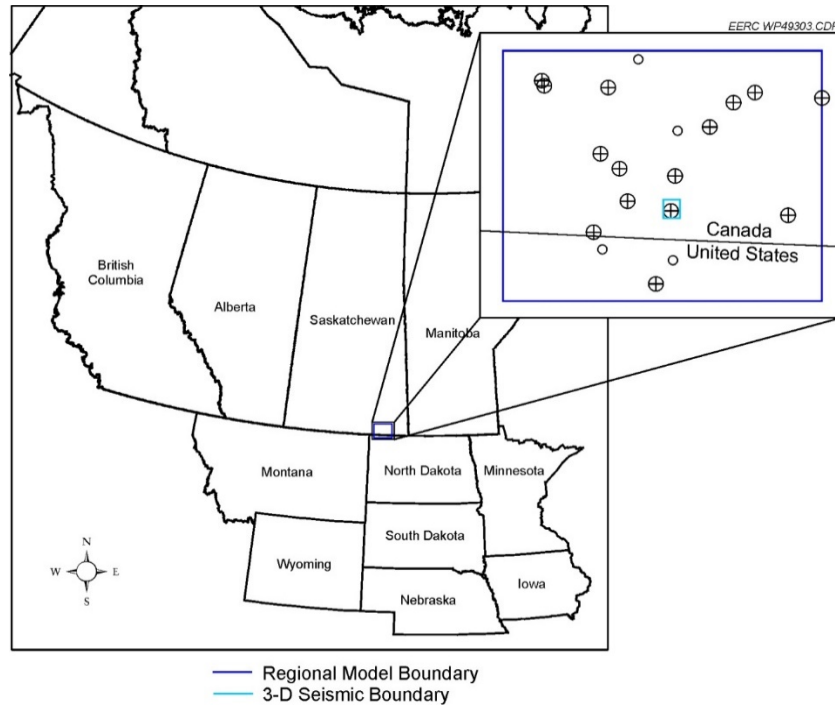 EERC WP49303.CDR
Canada
United States
British
Columbia
Alberta
Saskatchewan
Manitoba
Montana
North Dakota
Minnesota
South Dakota
Wyoming
Iowa
Nebraska
N
W
E
S
Regional Model Boundary
3-D Seismic Boundary